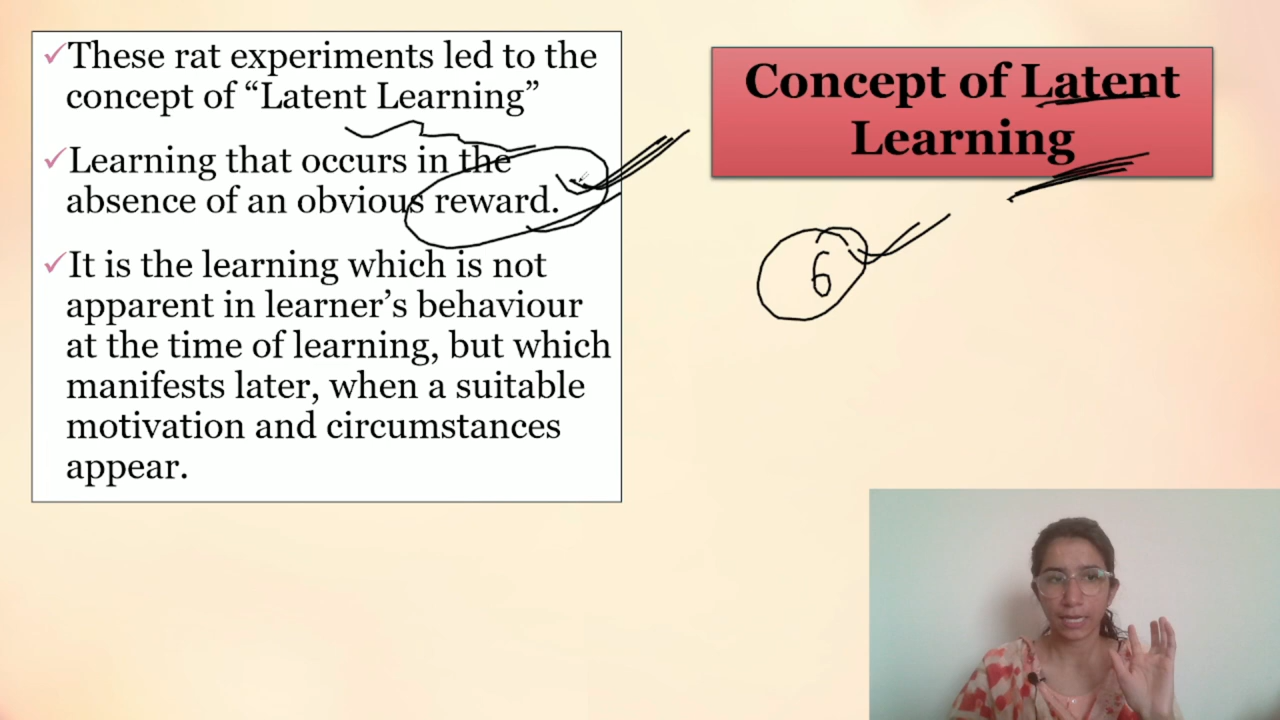 These rat experiments led to the
concept of “Latent Learning”
Learning that occurs in the
absence of an obvious reward.
It is the learning which is not
apparent in learner’s behaviour
at the time of learning, but which
manifests later, when a suitable
motivation and circumstances
appear.
Concept of Latent
Learning
6